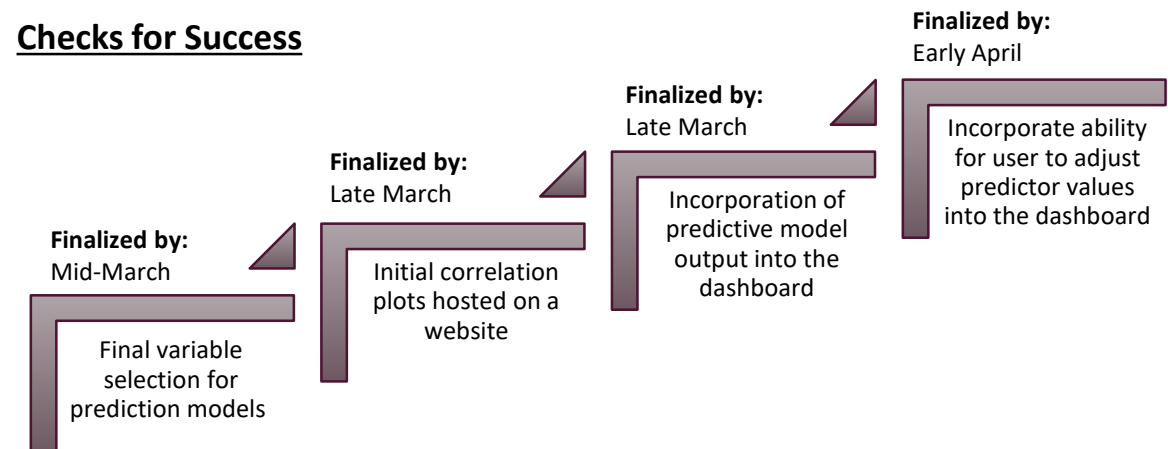 Checks for Success
Finalized by:
Mid-March
Final variable
selection for
prediction models
Finalized by:
Late March
Initial correlation
plots hosted on a
website
Finalized by:
Late March
Incorporation of
predictive model
output into the
dashboard
Finalized by:
Early April
Incorporate ability
for user to adjust
predictor values
into the dashboard